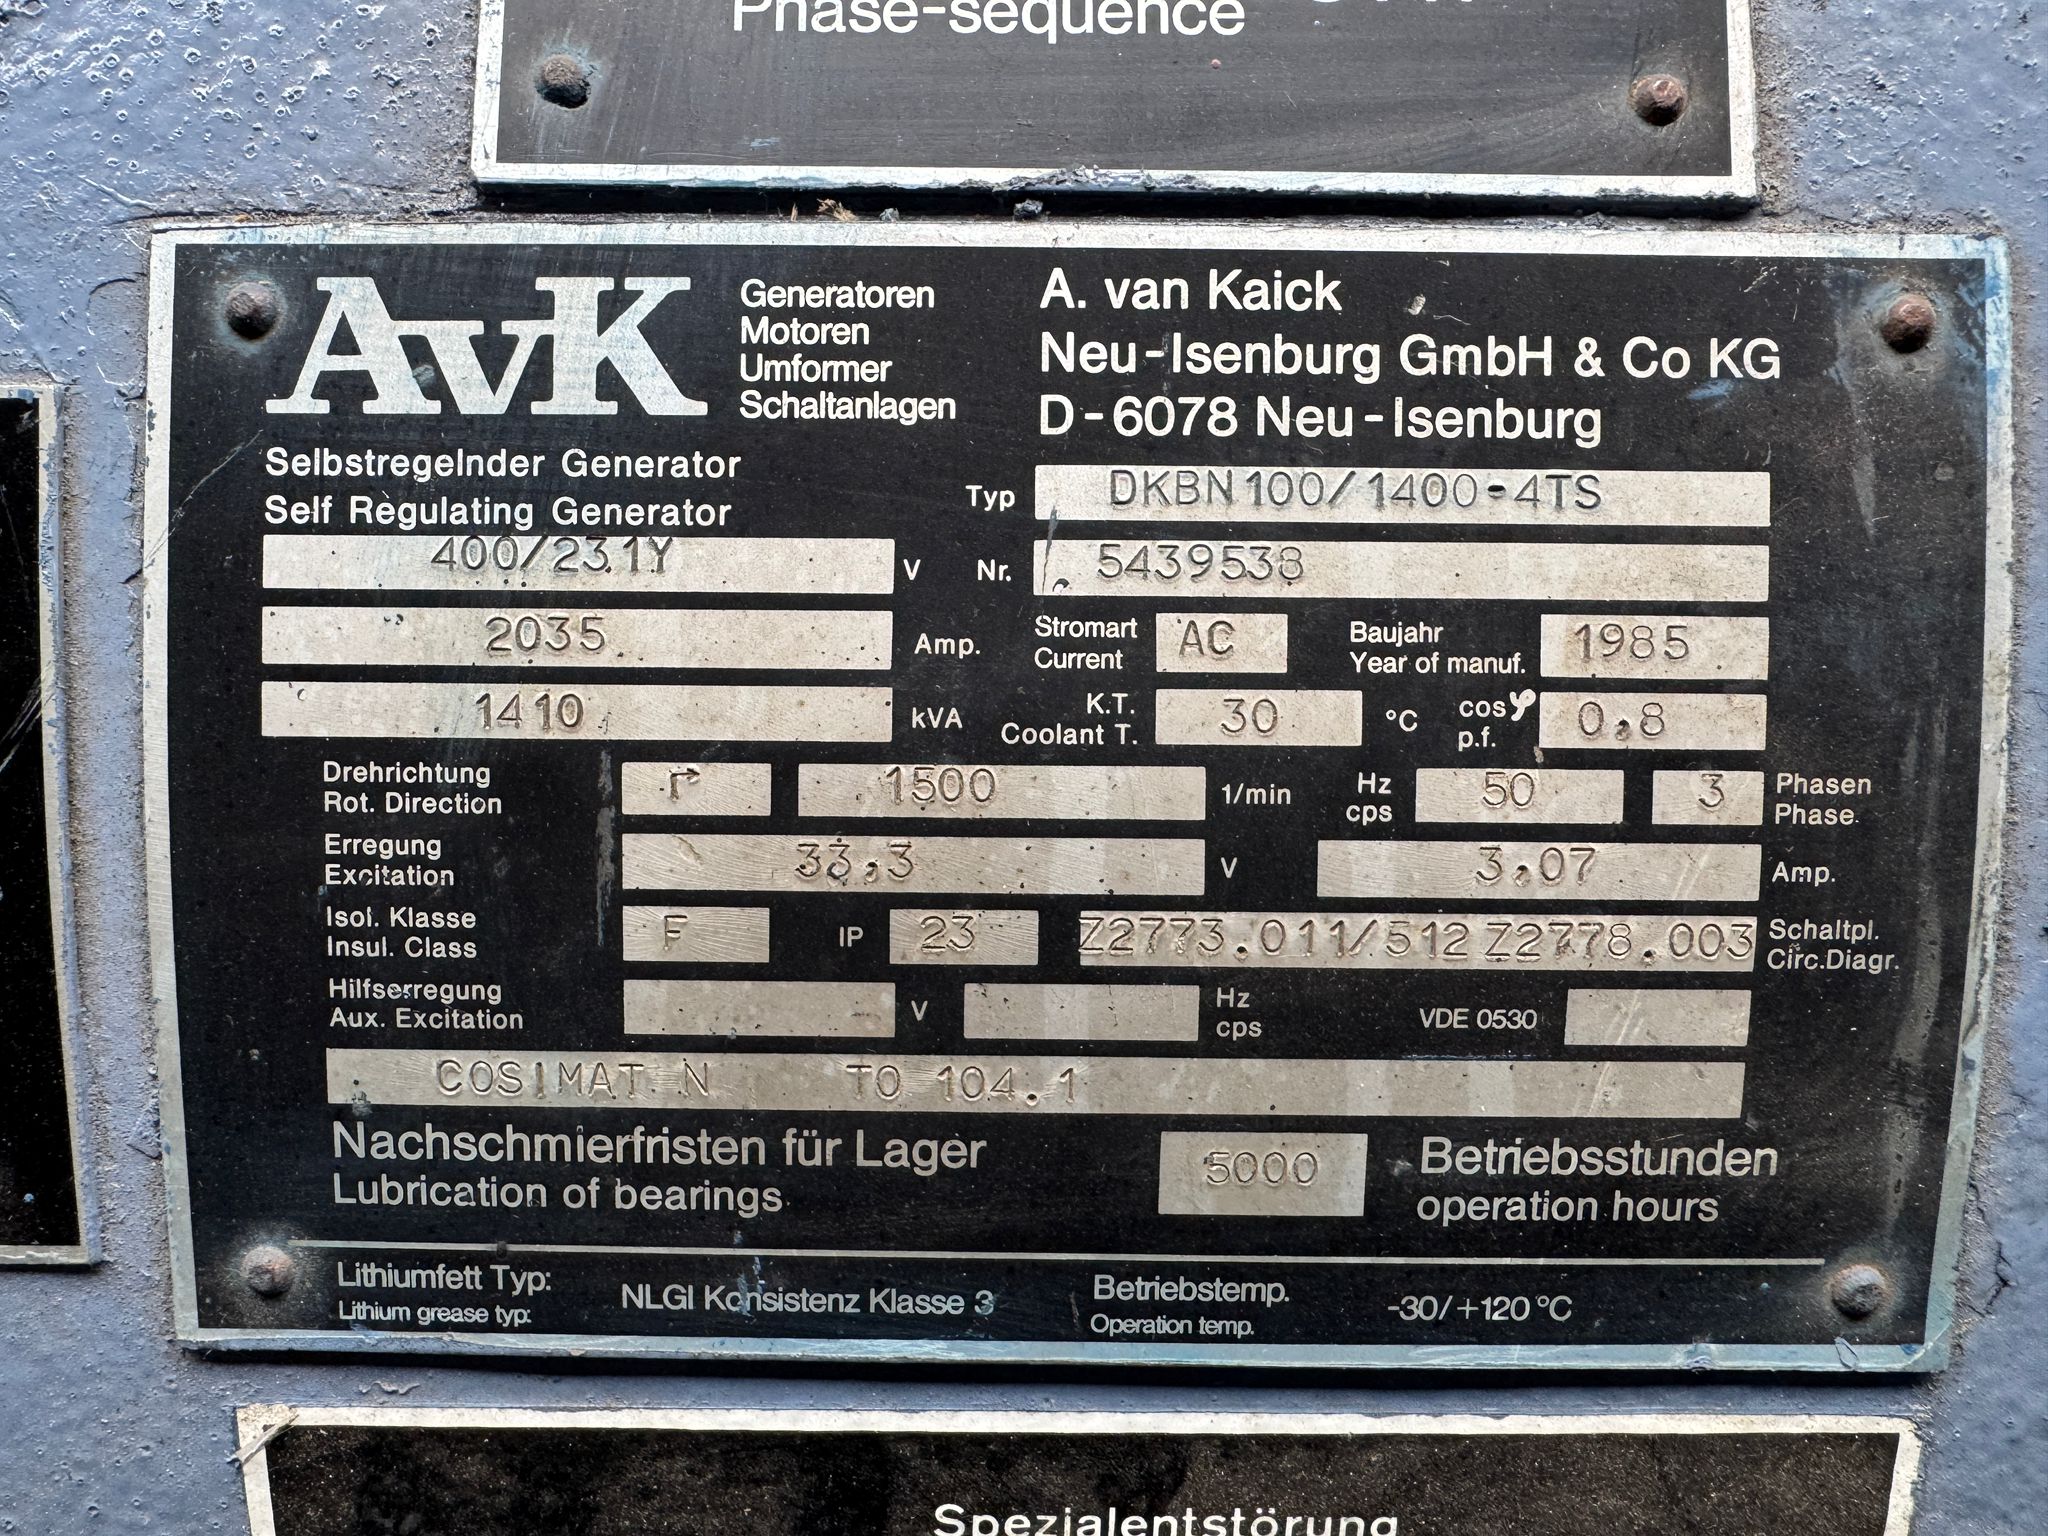 Phase-sequence
AvK
Generatoren
Motoren
Umformer
Schaltanlagen
A. van Kaick
Neu-Isenburg GmbH & Co KG
D-6078 Neu-Isenburg
Selbstregelnder Generator
Self Regulating Generator
Typ DKBN100/1400-4TS
400/231Y V
Nr. 5439538
2035 Amp.
Stromart
Current
AC
Baujahr
Year of manuf.
1985
1410 kVA
K.T.
Coolant T.
30 °C
cosφ
p.f.
0,8
Drehrichtung
Rot. Direction
1500 1/min
Hz
cps
50
3
Phasen
Phase
Erregung
Excitation
33,3 V
3,07 Amp.
Isol. Klasse
Insul. Class
F
IP 23
Z2773.011/512 Z2778.003
Schaltpl.
Circ.Diagr.
Hilfserregung
Aux. Excitation
V
Hz
cps
VDE 0530
COSIMAT N TO 104.1
Nachschmierfristen für Lager
Lubrication of bearings
5000
Betriebsstunden
operation hours
Lithiumfett Typ:
Lithium grease typ:
NLGI Konsistenz Klasse 3
Betriebstemp.
Operation temp.
-30/+120°C
Spezialentstörung